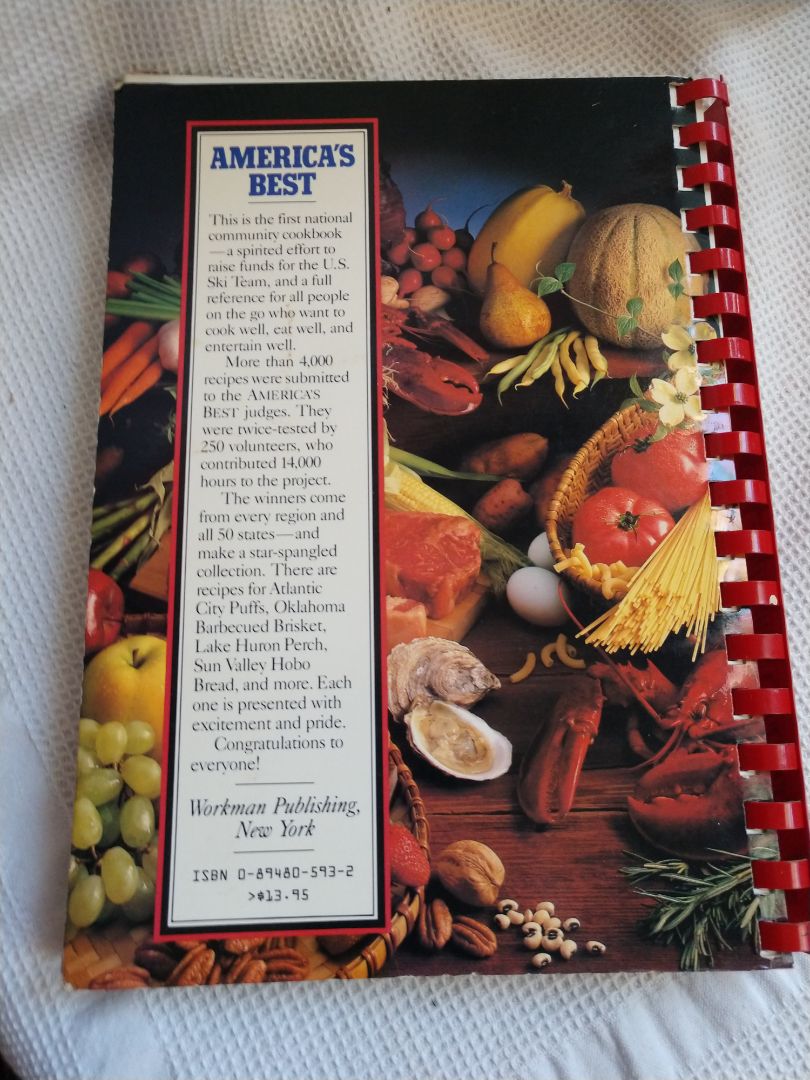 AMERICA'S
BEST
This is the first national
community cookbook
—a spirited effort to
raise funds for the U.S.
Ski Team, and a full
reference for all people
on the go who want to
cook well, eat well, and
entertain well.
More than 4,000
recipes were submitted
to the AMERICA'S
BEST judges. They
were twice-tested by
250 volunteers, who
contributed 14,000
hours to the project.
The winners come
from every region and
all 50 states—and
make a star-spangled
collection. There are
recipes for Atlantic
City Puffs, Oklahoma
Barbecued Brisket,
Lake Huron Perch,
Sun Valley Hobo
Bread, and more. Each
one is presented with
excitement and pride.
Congratulations to
everyone!
Workman Publishing,
New York
ISBN 0-89480-593-2
>$13.95